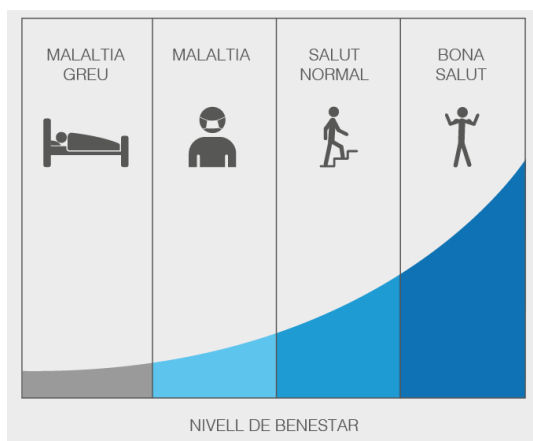 MALALTIA
GREU
MALALTIA
SALUT
NORMAL
BONA
SALUT
NIVELL DE BENESTAR